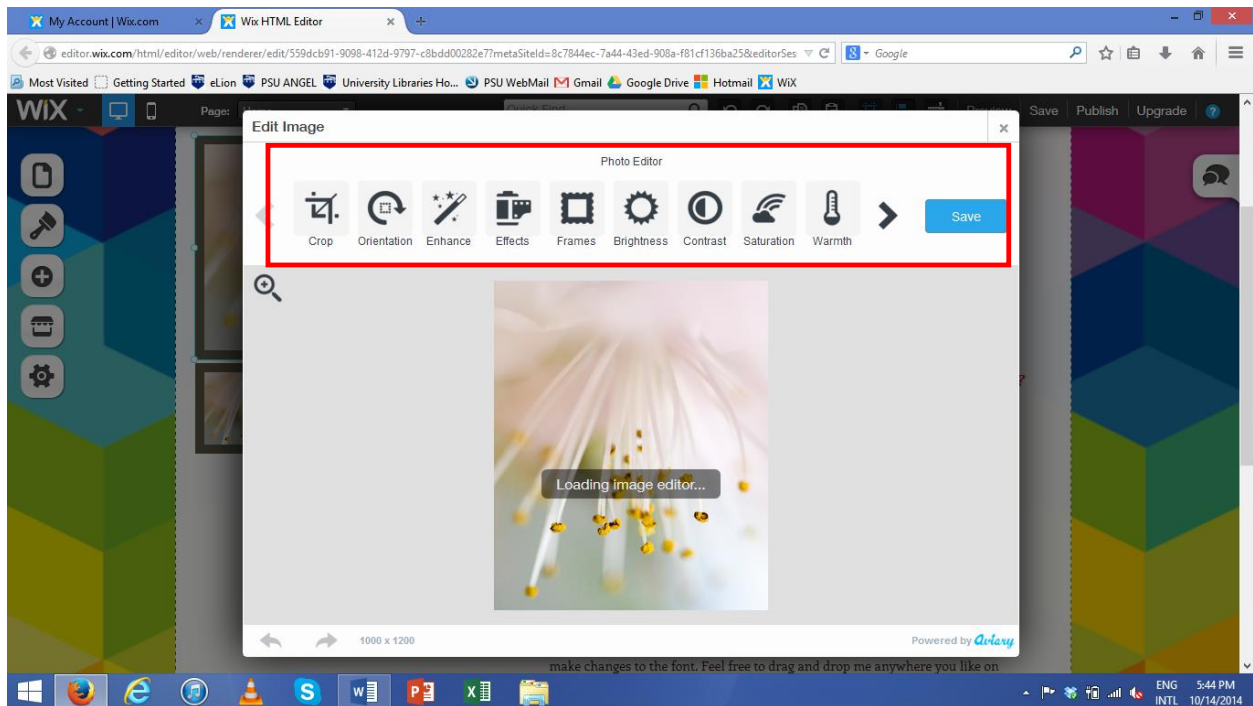 My Account | Wix.com
Wix HTML Editor
editor.wix.com/html/editor/web/renderer/edit/559dcb91-9098-412d-9797-c8bdd00282e7?metaSiteId=8c7844ec-7a44-43ed-908a-f81cf136ba25&editorSes
Google
Most Visited Getting Started eLion PSU ANGEL University Libraries Ho... PSU WebMail Gmail Google Drive Hotmail WiX
WiX Page: Home Quick Find Preview Save Publish Upgrade ?
Edit Image
Photo Editor
Crop Orientation Enhance Effects Frames Brightness Contrast Saturation Warmth
Save
Loading image editor...
1000 x 1200
Powered by Aviary
make changes to the font. Feel free to drag and drop me anywhere you like on
ENG 5:44 PM
INTL 10/14/2014